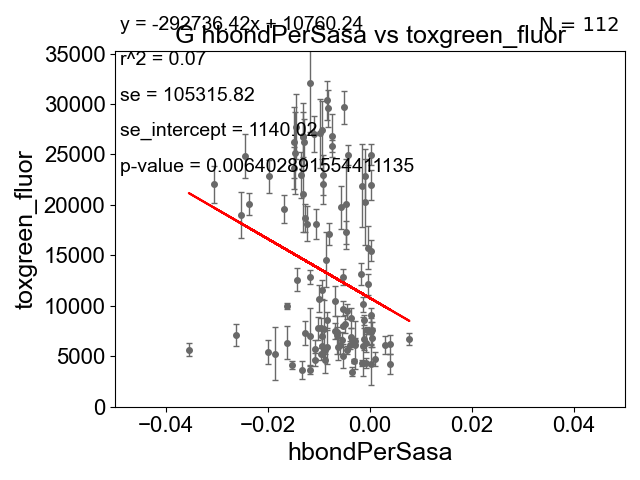 y = -292736.42x + 10760.24
N = 112
G hbondPerSasa vs toxgreen_fluor
r^2 = 0.07
se = 105315.82
se_intercept = 1140.02
p-value = 0.006402891554411135
35000
30000
25000
20000
15000
10000
5000
0
toxgreen_fluor
−0.04 −0.02 0.00 0.02 0.04
hbondPerSasa